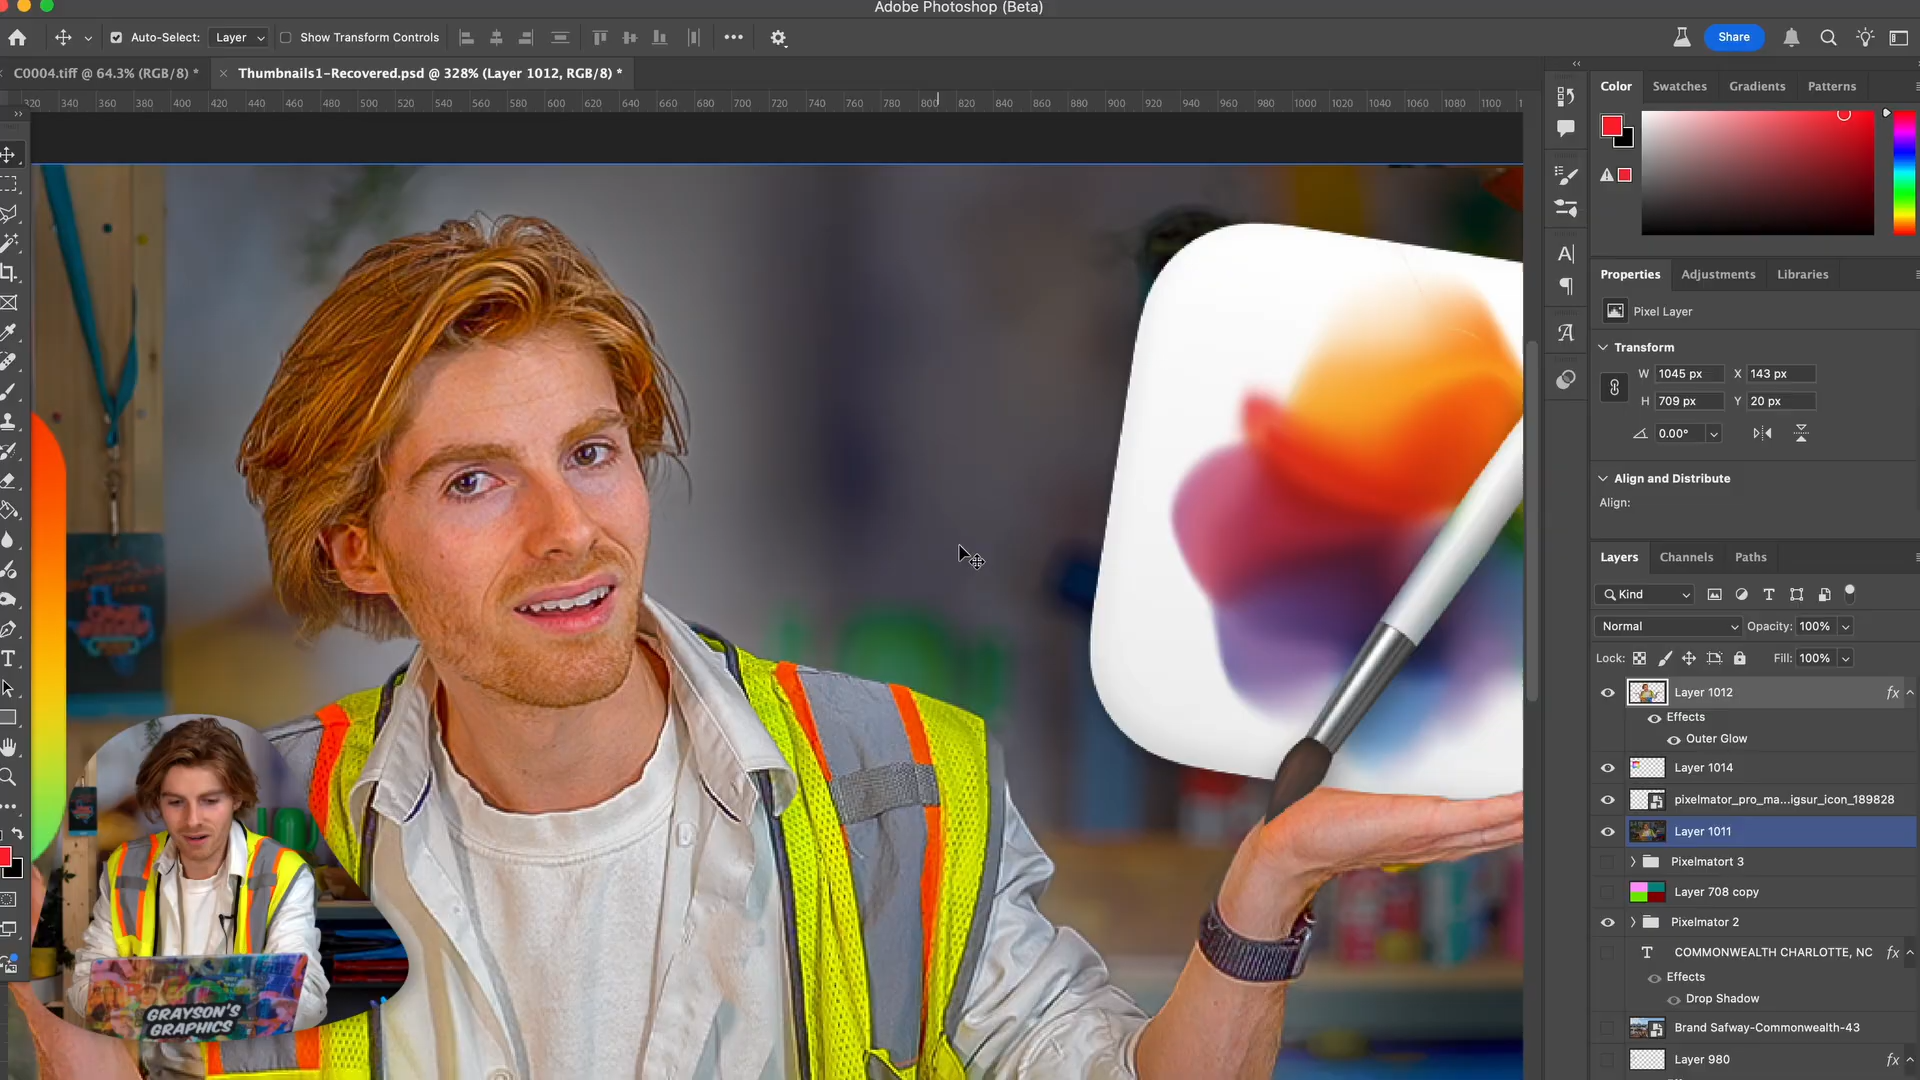 Adobe Photoshop (Beta)
Auto-Select: Layer Show Transform Controls
Share
C0004.tiff @ 64.3% (RGB/8) *
Thumbnails1-Recovered.psd @ 328% (Layer 1012, RGB/8) *
320 340 360 380 400 420 440 460 480 500 520 540 560 580 600 620 640 660 680 700 720 740 760 780 800 820 840 860 880 900 920 940 960 980 1000 1020 1040 1060 1080 1100
Color Swatches Gradients Patterns
Properties Adjustments Libraries
Pixel Layer
Transform
W 1045 px X 143 px
H 709 px Y 20 px
0.00°
Align and Distribute
Align:
Layers Channels Paths
Kind
Normal Opacity: 100%
Lock: Fill: 100%
Layer 1012 fx
Effects
Outer Glow
Layer 1014
pixelmator_pro_ma...igsur_icon_189828
Layer 1011
Pixelmatort 3
Layer 708 copy
Pixelmator 2
COMMONWEALTH CHARLOTTE, NC fx
Effects
Drop Shadow
Brand Safway-Commonwealth-43
Layer 980 fx
GRAYSON'S
GRAPHICS